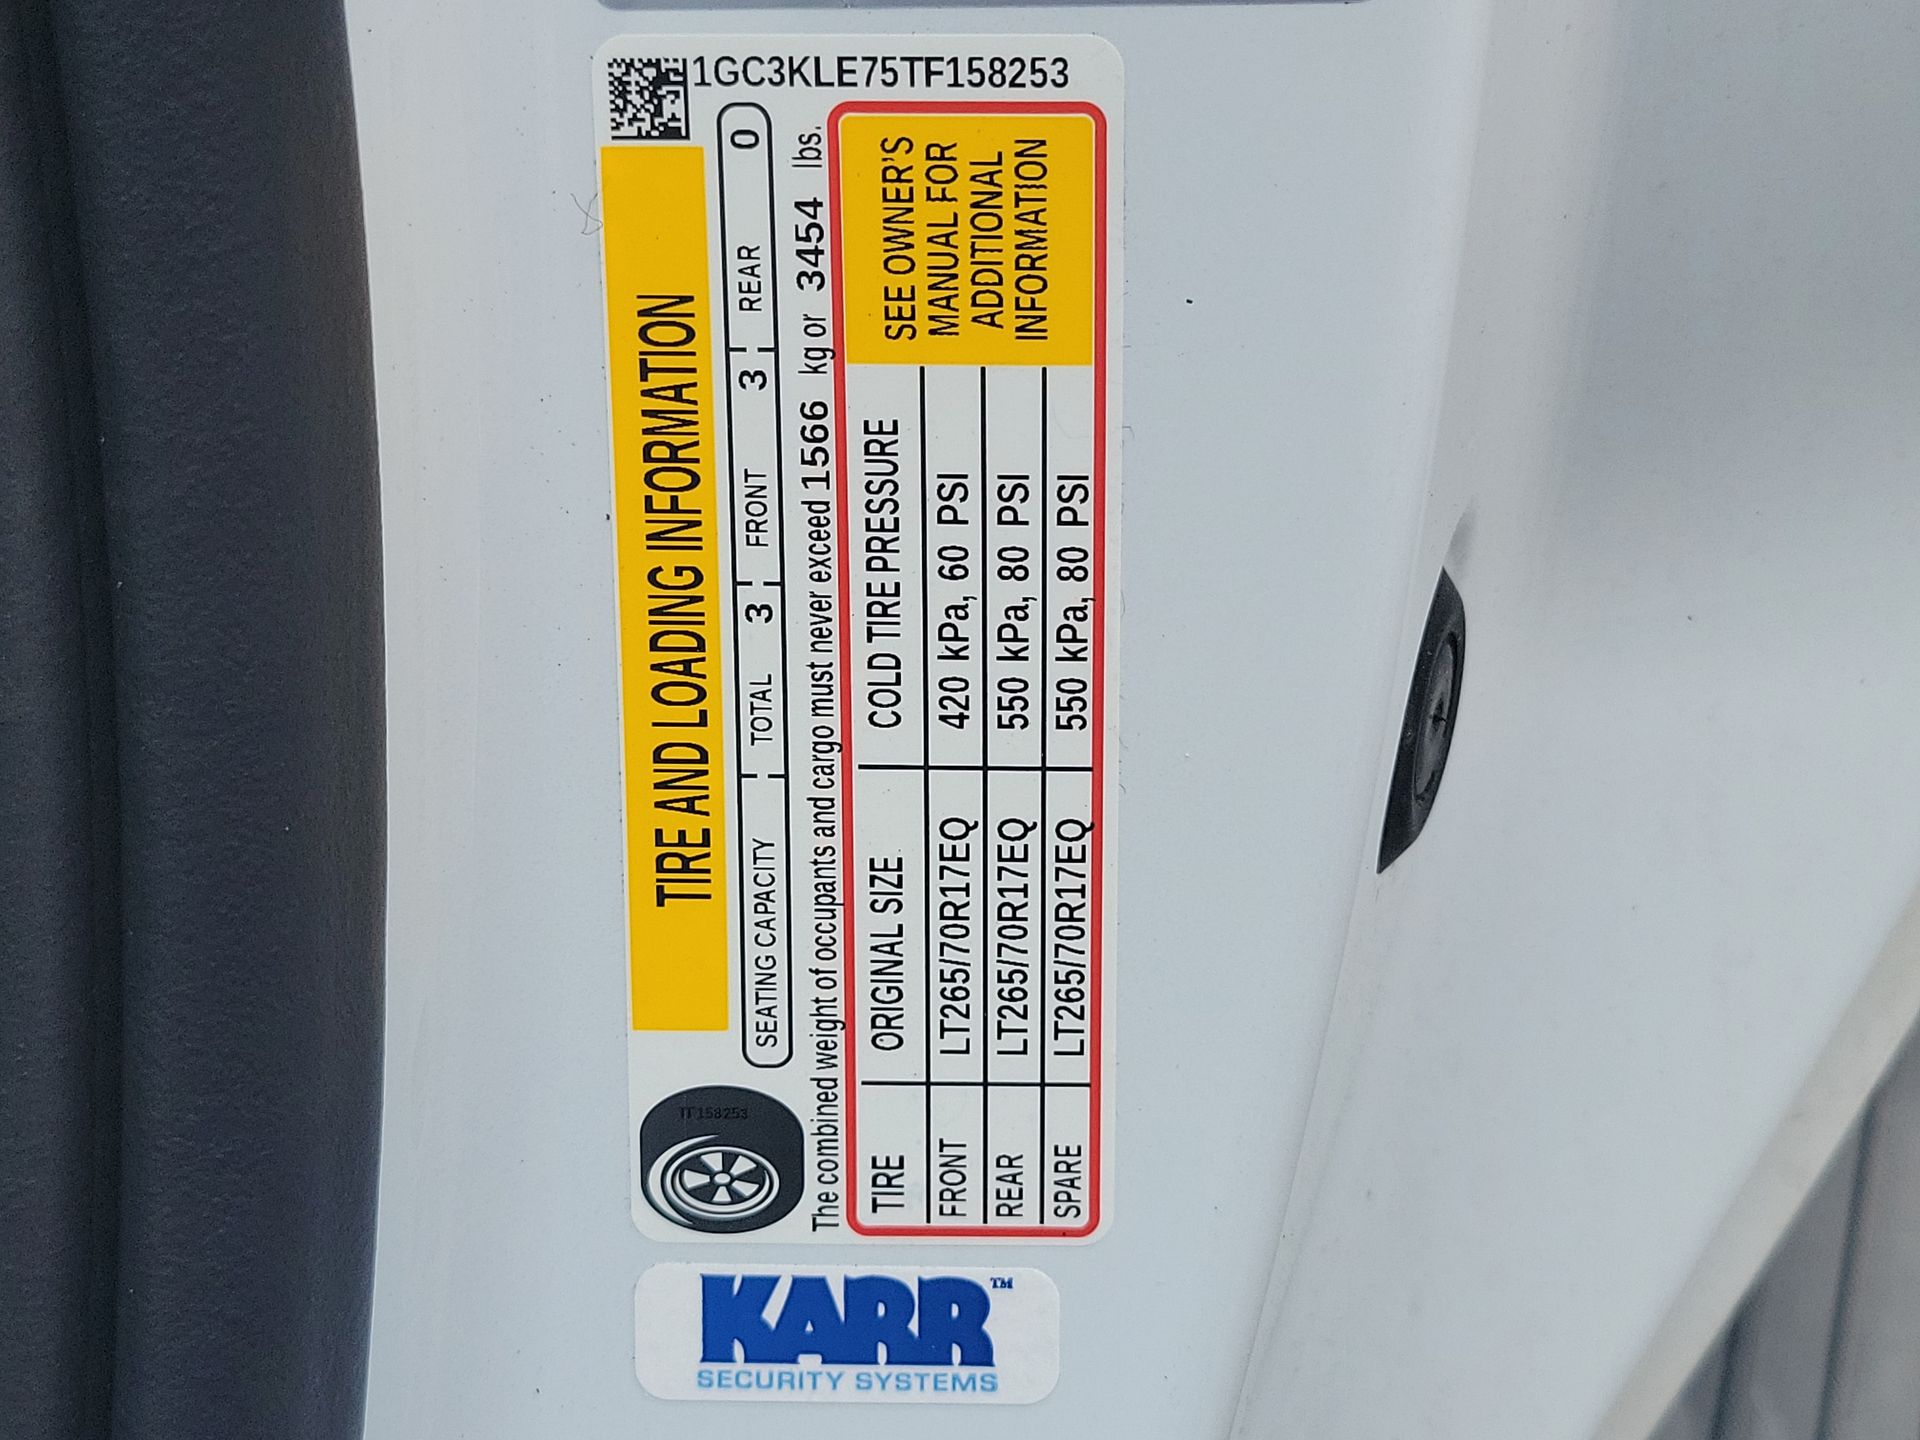 1GC3KLE75TF158253
TIRE AND LOADING INFORMATION
SEATING CAPACITY TOTAL 3 FRONT 3 REAR 0
The combined weight of occupants and cargo must never exceed 1566 kg or 3454 lbs.
TIRE ORIGINAL SIZE COLD TIRE PRESSURE
FRONT LT265/70R17EQ 420 kPa, 60 PSI
REAR LT265/70R17EQ 550 kPa, 80 PSI
SPARE LT265/70R17EQ 550 kPa, 80 PSI
SEE OWNER'S
MANUAL FOR
ADDITIONAL
INFORMATION
TF158253
KARR™
SECURITY SYSTEMS